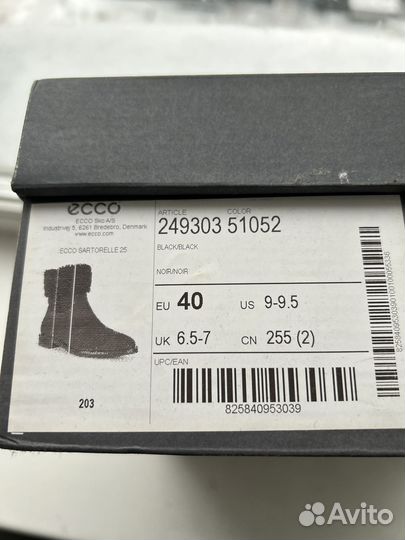 ecco
ECCO Sko A/S
Industrivej 5, 6261 Bredebro, Denmark
www.ecco.com
ECCO SARTORELLE 25
203
ARTICLE COLOR
249303 51052
BLACK/BLACK
NOIR/NOIR
EU 40 US 9-9.5
UK 6.5-7 CN 255 (2)
UPC/EAN
825840953039
Avito